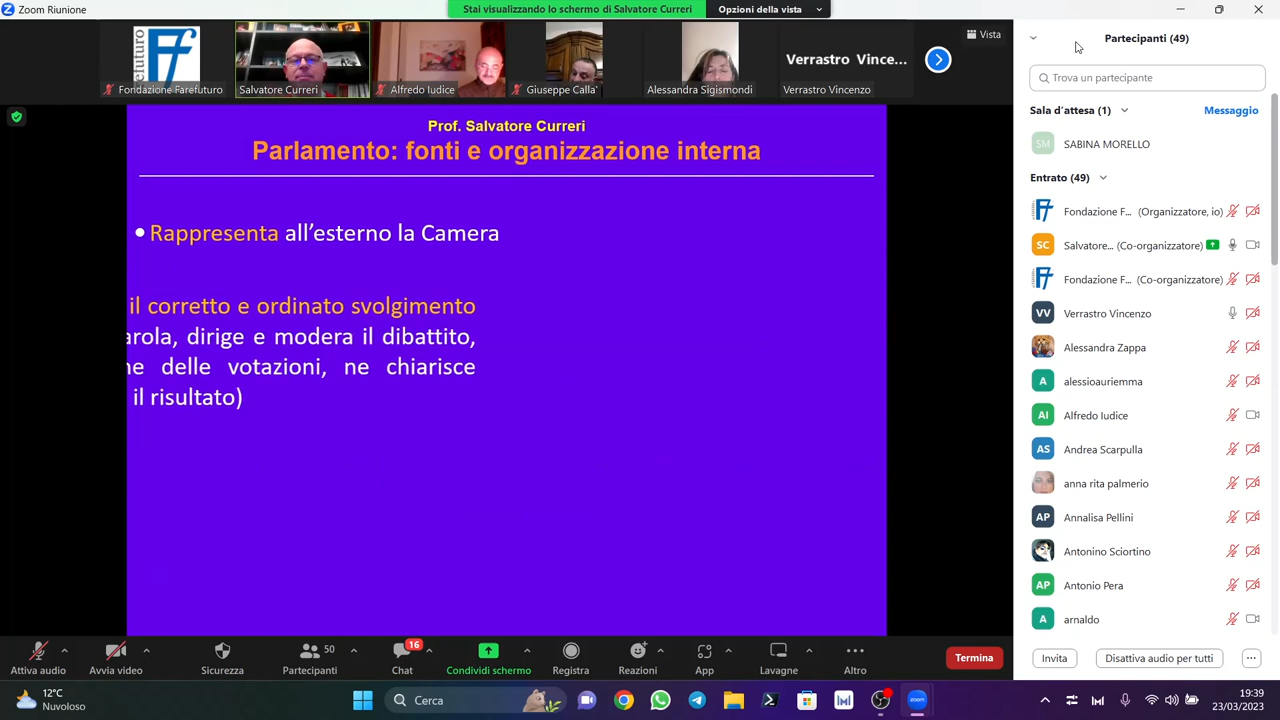 Zoom Riunione
Stai visualizzando lo schermo di Salvatore Curreri
Opzioni della vista
Vista
Fondazione Farefuturo
Salvatore Curreri
Alfredo Iudice
Giuseppe Calla'
Alessandra Sigismondi
Verrastro Vince...
Verrastro Vincenzo
Prof. Salvatore Curreri
Parlamento: fonti e organizzazione interna
• Rappresenta all'esterno la Camera
il corretto e ordinato svolgimento
arola, dirige e modera il dibattito,
ne delle votazioni, ne chiarisce
il risultato)
Partecipanti (49)
Trova un partecipante
Sala d'attesa (1)
Messaggio
SM SABINA MORELLO
Entrato (49)
Fondazione F... (Organizzatore, io)
SC Salvatore... (Co-organizzatore)
Fondazione F... (Co-organizzatore)
VV Verrastro Vincenzo
Alessandra Zappa
A alessioauriemma
AI Alfredo Iudice
AS Andrea Scarpulla
anna rita palmerio
AP Annalisa Pellini
Antonino Sciortino
AP Antonio Pera
A arnaldo
Invita
Disattiva audio per tutti
Attiva audio
Avvia video
Sicurezza
50
Partecipanti
16
Chat
Condividi schermo
Registra
Reazioni
App
Lavagne
Altro
Termina
12°C
Nuvoloso
Cerca
19:39
23/03/2023